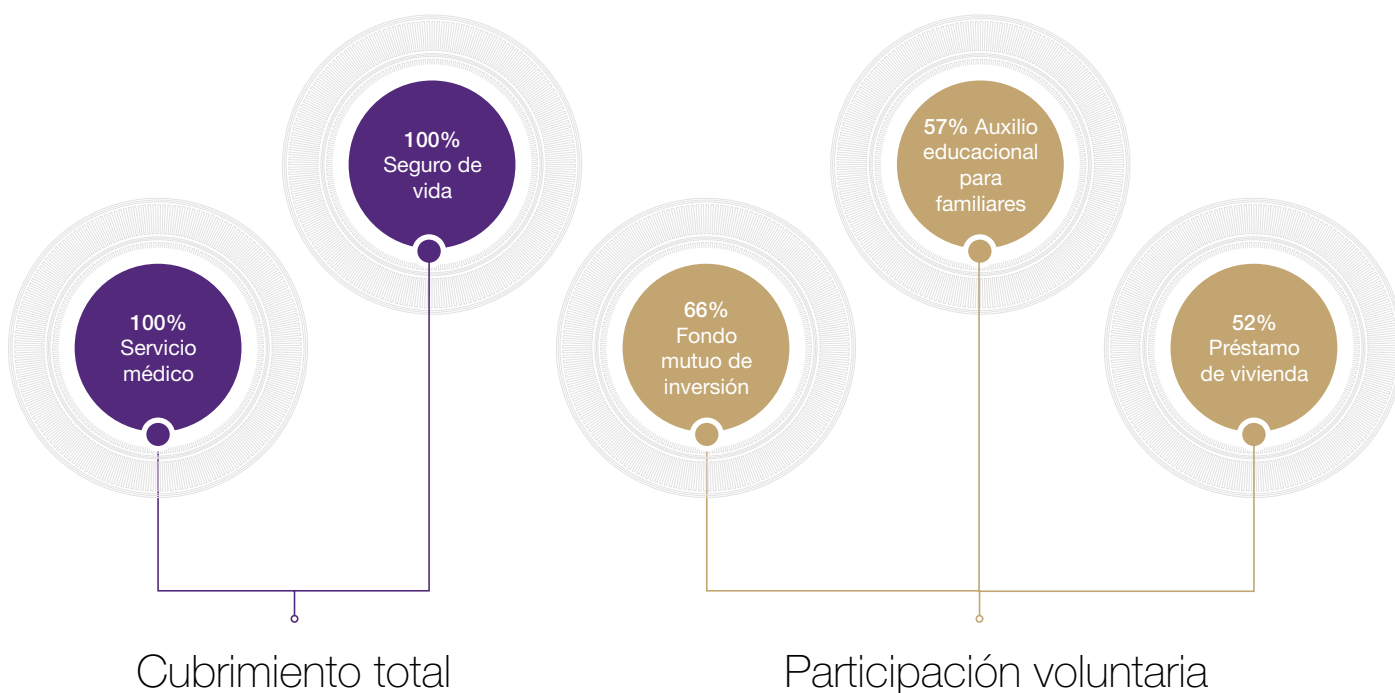 100%
Servicio
médico
100%
Seguro de
vida
Cubrimiento total
66%
Fondo
mutuo de
inversión
57% Auxilio
educacional
para
familiares
52%
Préstamo
de vivienda
Participación voluntaria